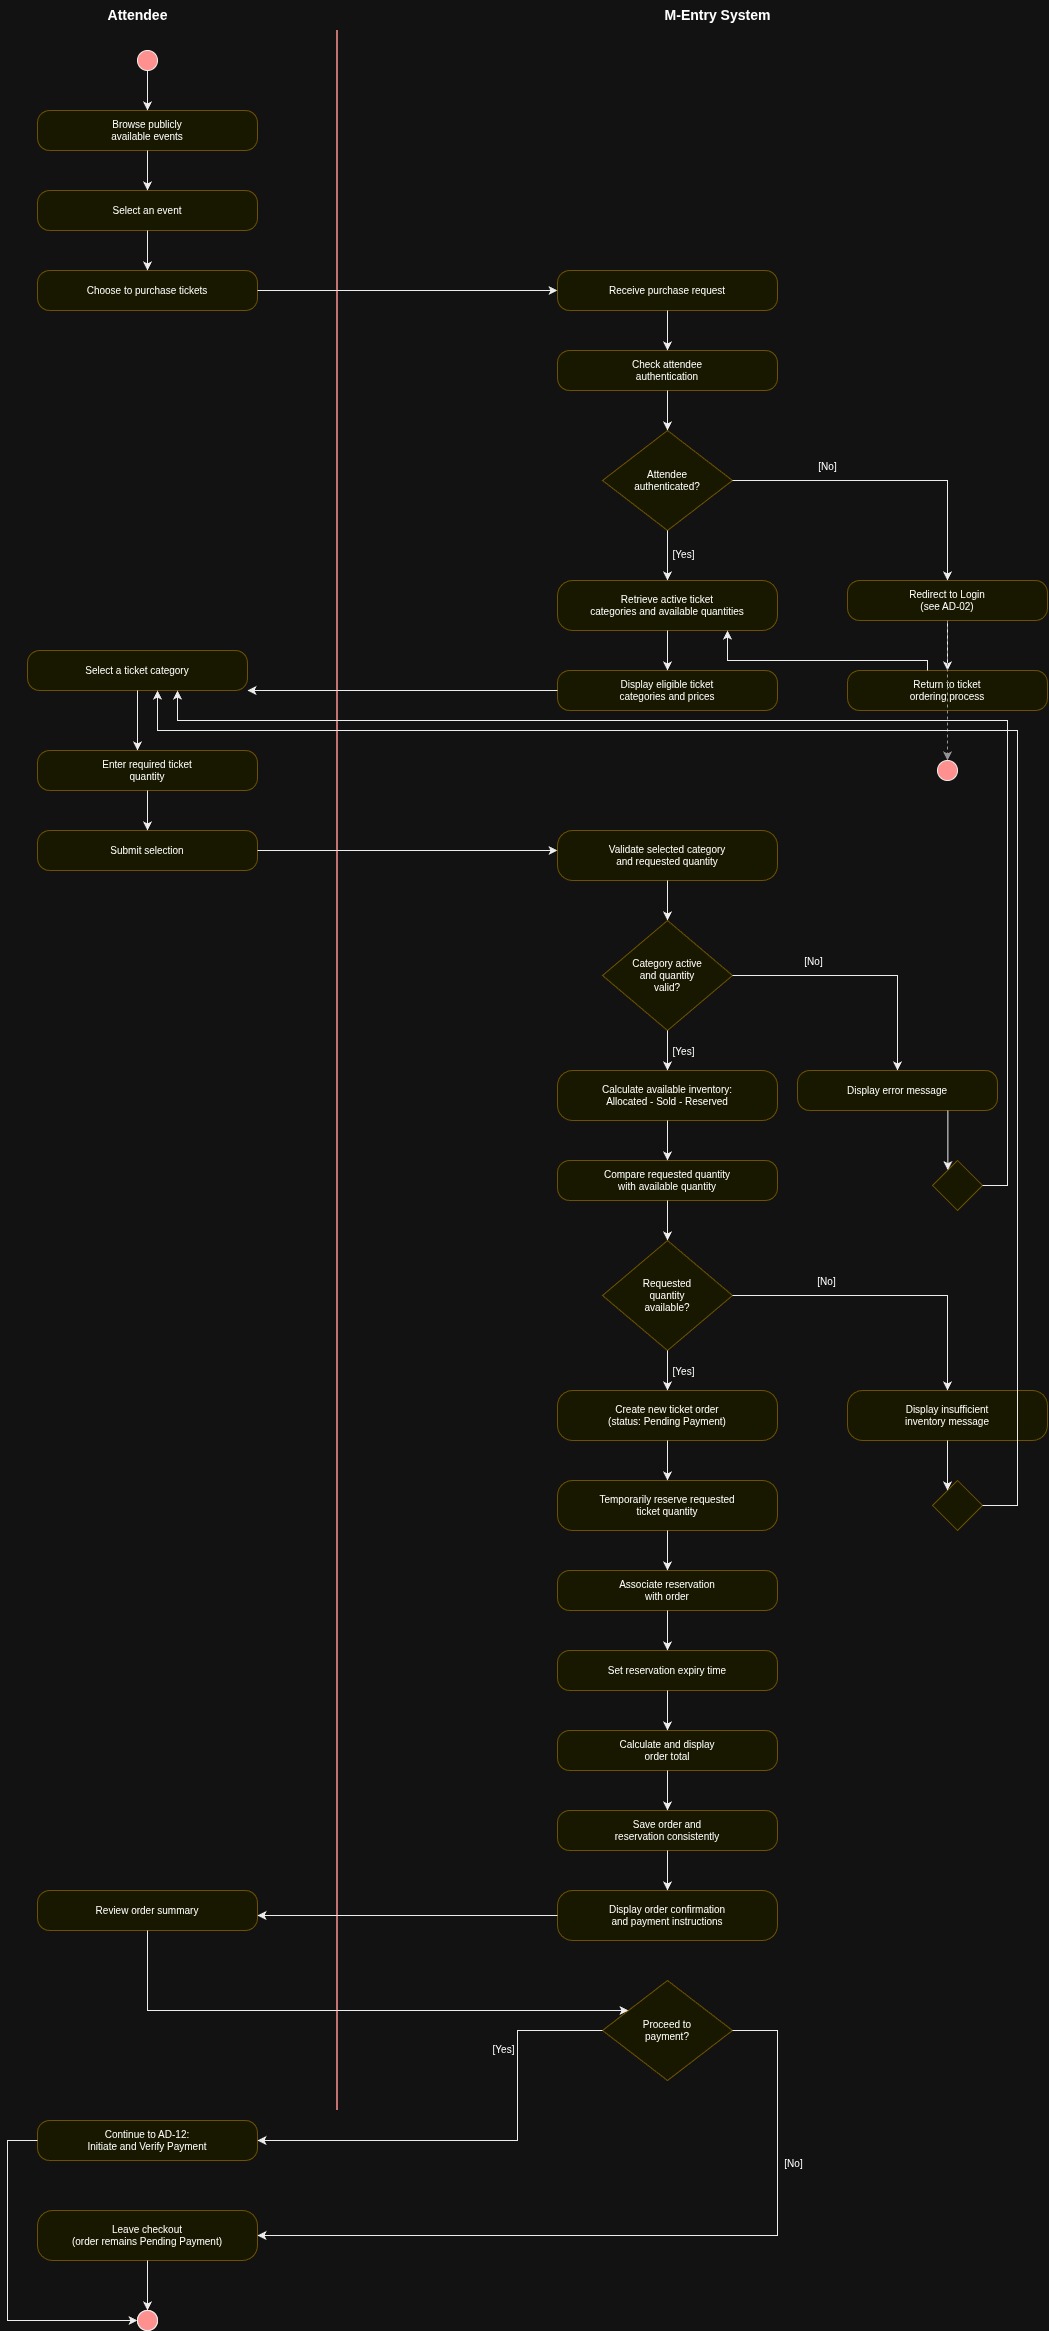 Attendee
M-Entry System
Browse publicly
available events
Select an event
Choose to purchase tickets
Receive purchase request
Check attendee
authentication
Attendee
authenticated?
[No]
[Yes]
Retrieve active ticket
categories and available quantities
Redirect to Login
(see AD-02)
Select a ticket category
Display eligible ticket
categories and prices
Return to ticket
ordering process
Enter required ticket
quantity
Submit selection
Validate selected category
and requested quantity
Category active
and quantity
valid?
[No]
[Yes]
Calculate available inventory:
Allocated - Sold - Reserved
Display error message
Compare requested quantity
with available quantity
Requested
quantity
available?
[No]
[Yes]
Create new ticket order
(status: Pending Payment)
Display insufficient
inventory message
Temporarily reserve requested
ticket quantity
Associate reservation
with order
Set reservation expiry time
Calculate and display
order total
Save order and
reservation consistently
Review order summary
Display order confirmation
and payment instructions
Proceed to
payment?
[Yes]
Continue to AD-12:
Initiate and Verify Payment
[No]
Leave checkout
(order remains Pending Payment)